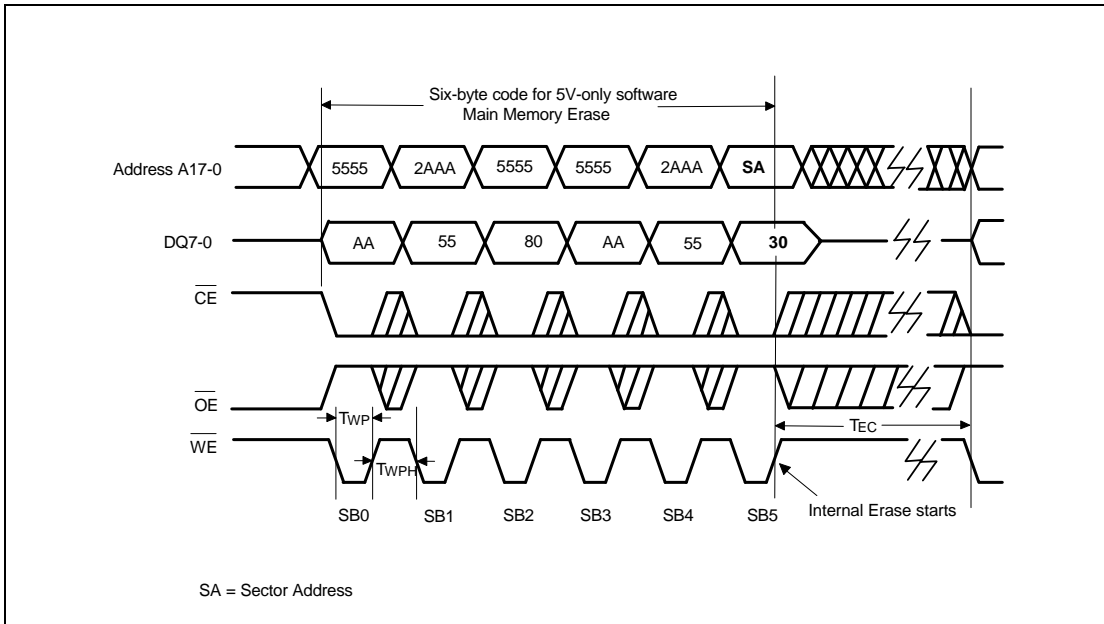 Six-byte code for 5V-only software
Main Memory Erase
Address A17-0 5555 2AAA 5555 5555 2AAA SA
DQ7-0 AA 55 80 AA 55 30
CE
OE
TWP
TEC
WE
TWPH
SB0 SB1 SB2 SB3 SB4 SB5 Internal Erase starts
SA = Sector Address